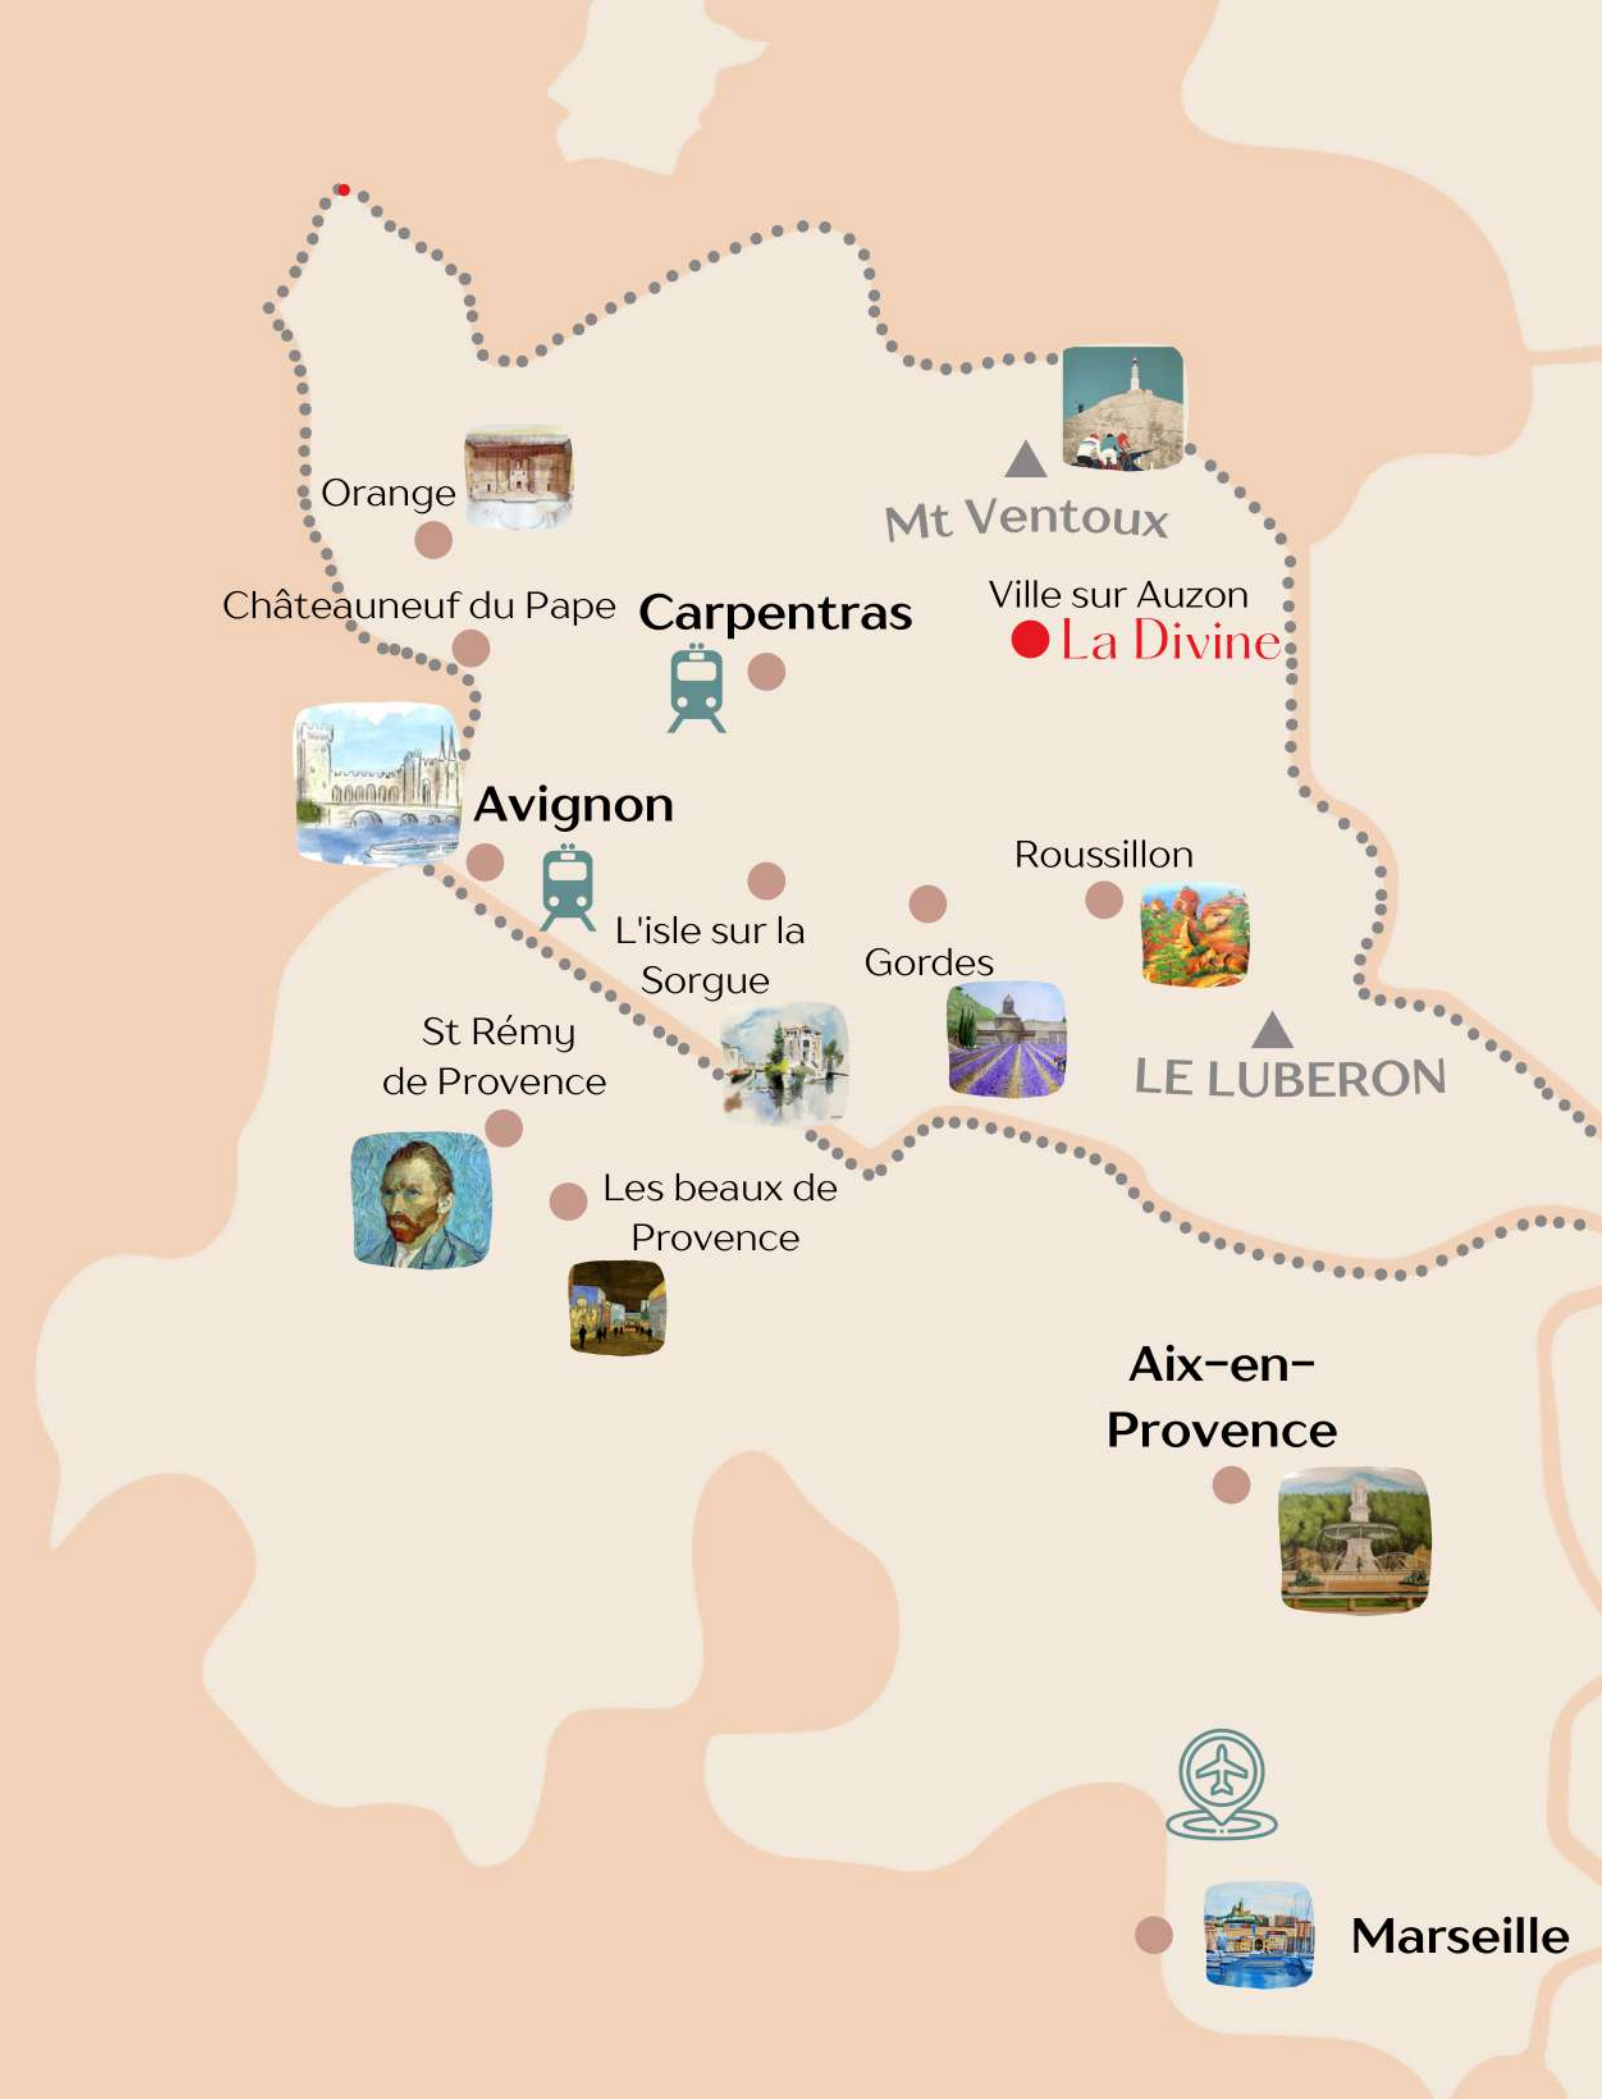 Orange
Mt Ventoux
Châteauneuf du Pape
Carpentras
Ville sur Auzon
La Divine
Avignon
Roussillon
L'isle sur la
Sorgue
Gordes
St Rémy
de Provence
LE LUBERON
Les beaux de
Provence
Aix-en-
Provence
Marseille